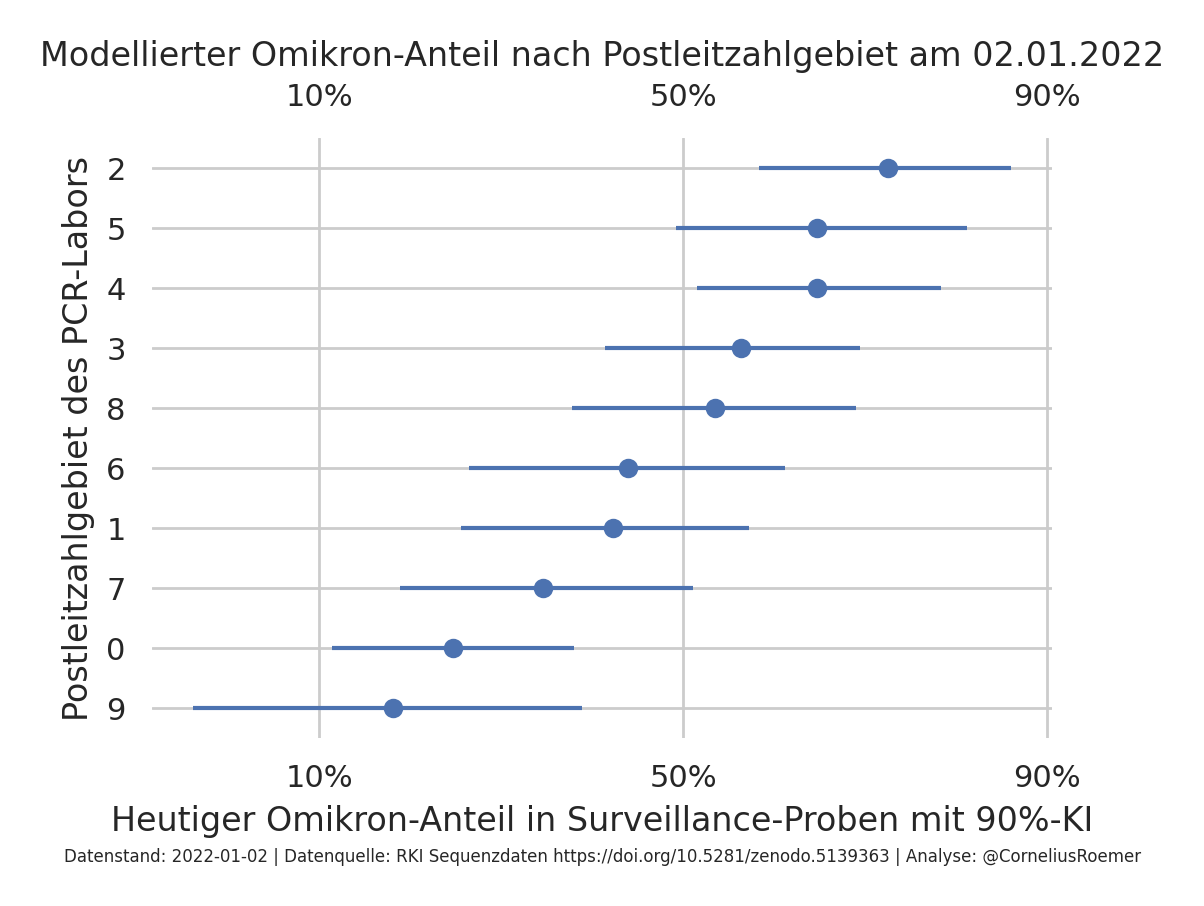 Modellierter Omikron-Anteil nach Postleitzahlgebiet am 02.01.2022
10% 50% 90%
Postleitzahlgebiet des PCR-Labors
2
5
4
3
8
6
1
7
0
9
10% 50% 90%
Heutiger Omikron-Anteil in Surveillance-Proben mit 90%-KI
Datenstand: 2022-01-02 | Datenquelle: RKI Sequenzdaten https://doi.org/10.5281/zenodo.5139363 | Analyse: @CorneliusRoemer